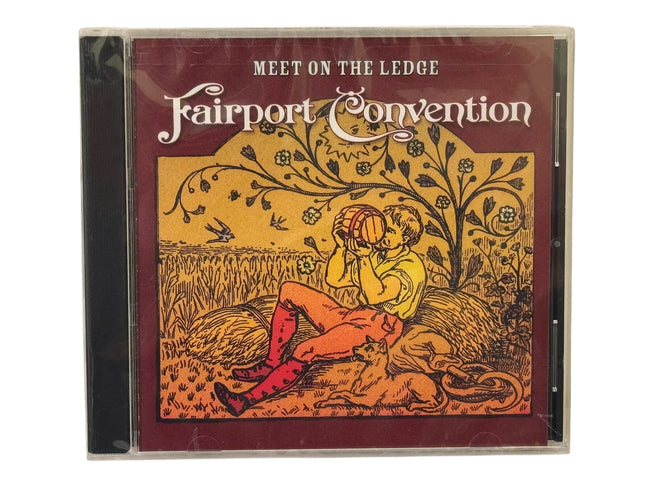 MEET ON THE LEDGE
Fairport Convention